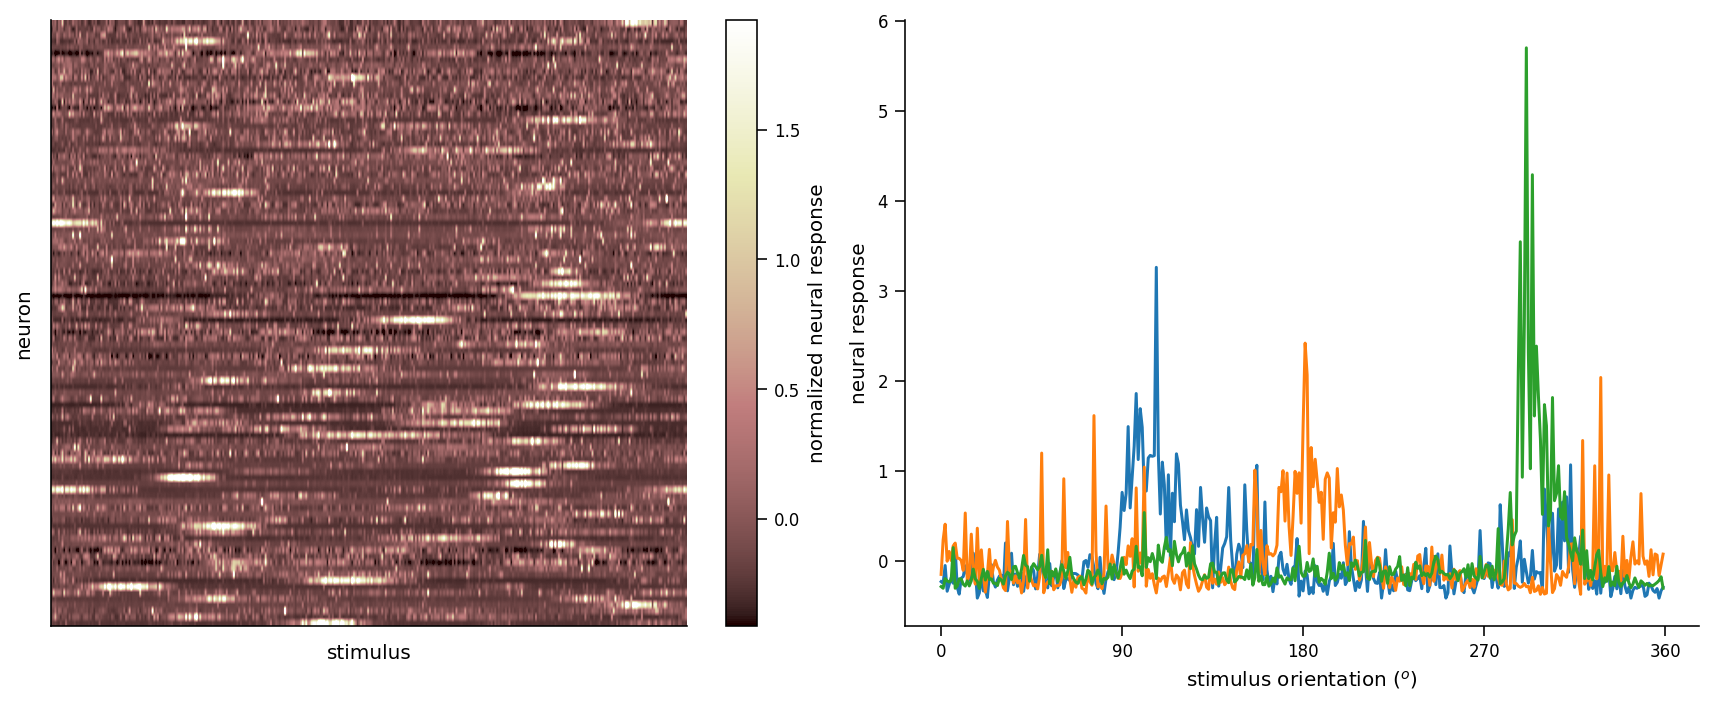 neuron
stimulus
1.5
1.0
0.5
0.0
normalized neural response
6
5
4
3
2
1
0
neural response
0 90 180 270 360
stimulus orientation (o)